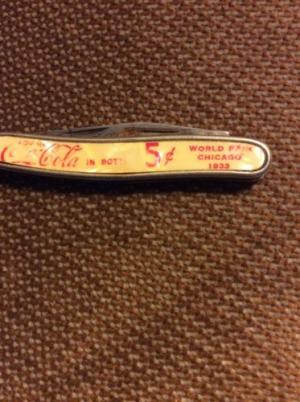 Coca-Cola IN BOTT
5¢
WORLD FAIR
CHICAGO
1933